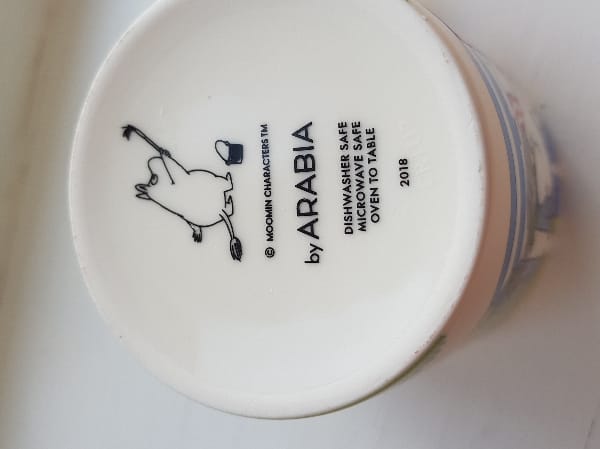 © MOOMIN CHARACTERS™
by ARABIA
DISHWASHER SAFE
MICROWAVE SAFE
OVEN TO TABLE
2018